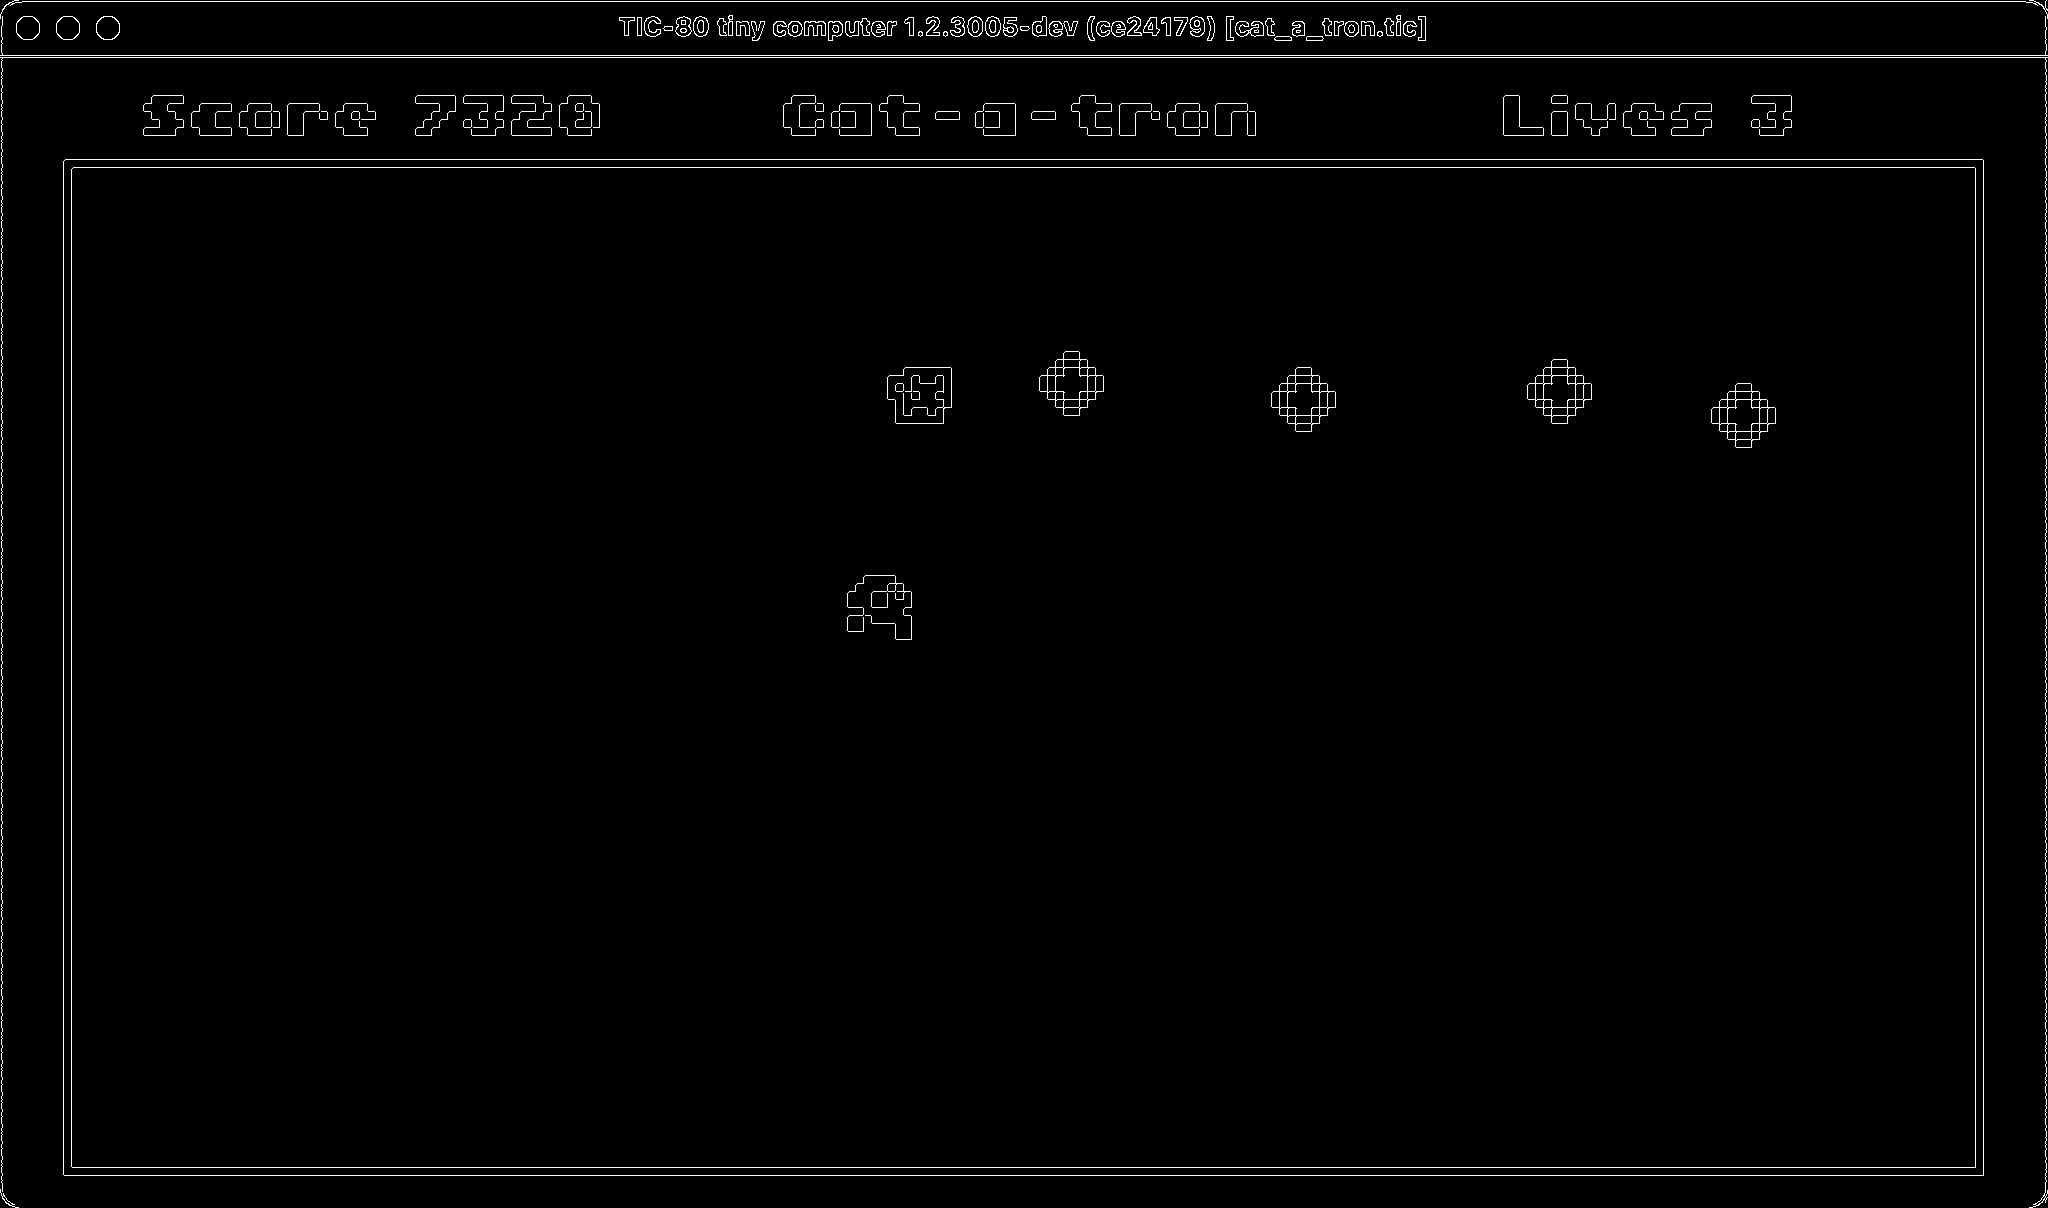 TIC-80 tiny computer 1.2.3005-dev (ce24179) [cat_a_tron.tic]
Score 7320 Cat-a-tron Lives 3